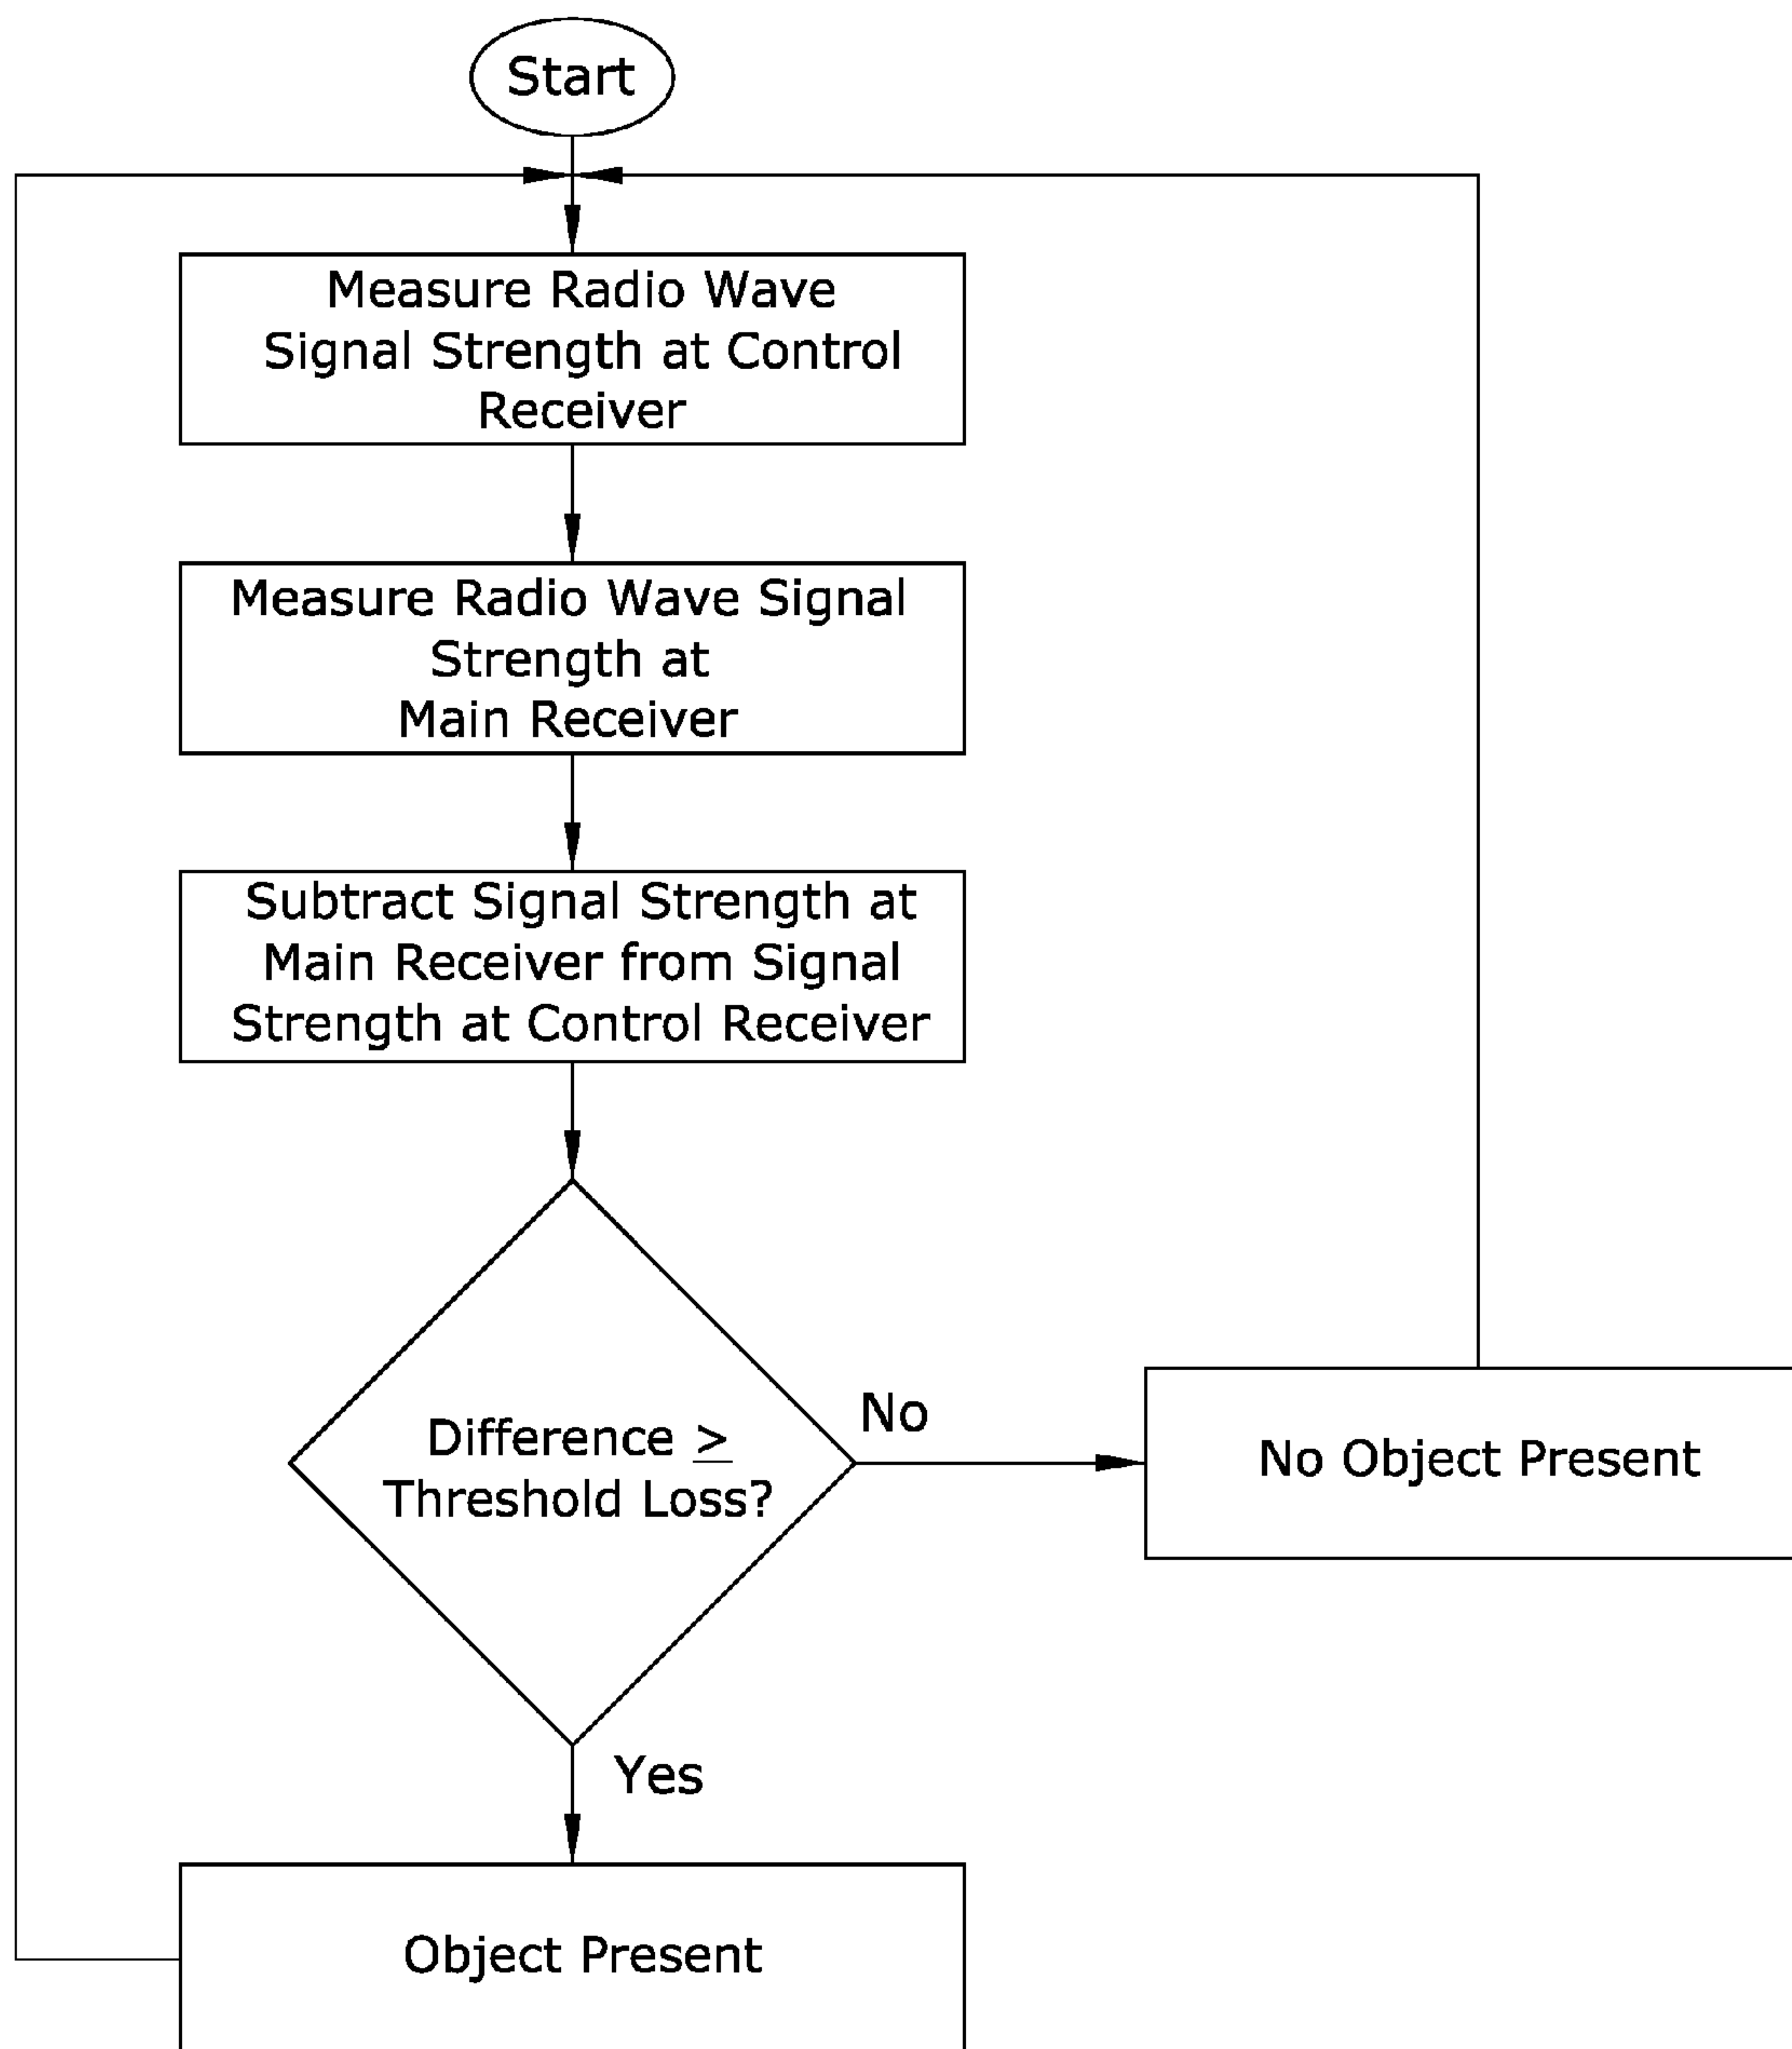 Start
Measure Radio Wave
Signal Strength at Control
Receiver
Measure Radio Wave Signal
Strength at
Main Receiver
Subtract Signal Strength at
Main Receiver from Signal
Strength at Control Receiver
Difference ≥
Threshold Loss?
No
No Object Present
Yes
Object Present